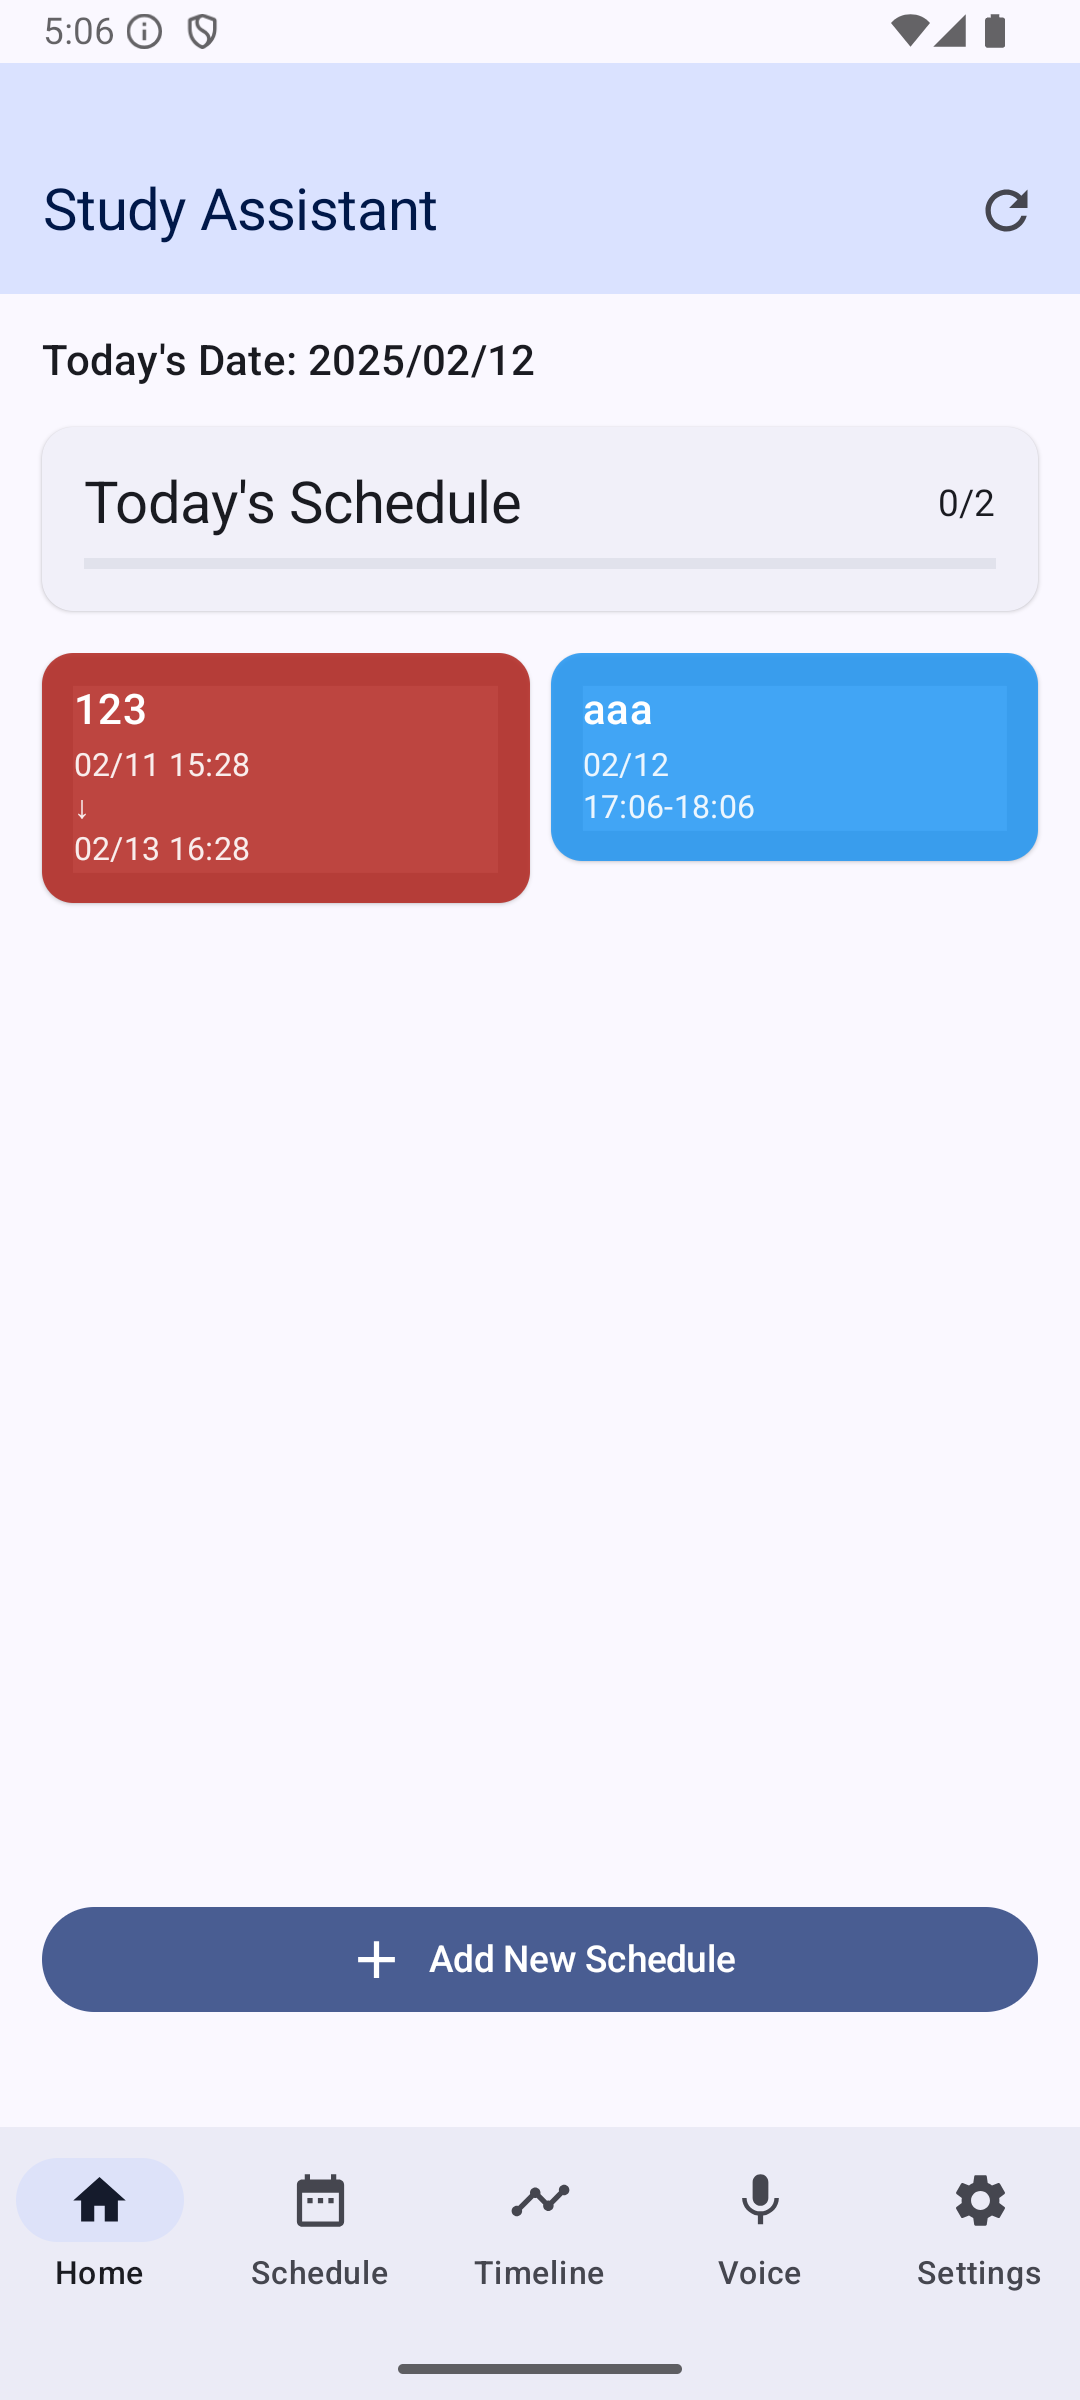 5:06
Study Assistant
Today's Date: 2025/02/12
Today's Schedule
0/2
123
02/11 15:28
↓
02/13 16:28
aaa
02/12
17:06-18:06
Add New Schedule
Home
Schedule
Timeline
Voice
Settings